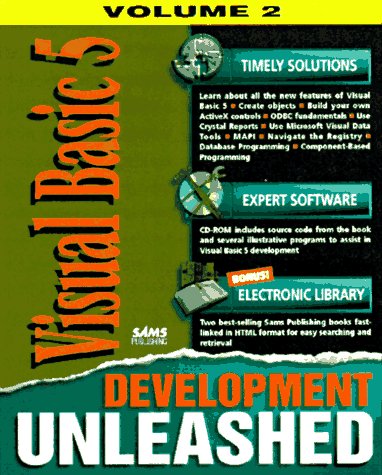 VOLUME 2
Visual Basic 5
TIMELY SOLUTIONS
Learn about all the new features of Visual
Basic 5 ■ Create objects ■ Build your own
ActiveX controls ■ ODBC fundamentals ■ Use
Crystal Reports ■ Use Microsoft Visual Data
Tools ■ MAPI ■ Navigate the Registry ■
Database Programming ■ Component-Based
Programming
EXPERT SOFTWARE
CD-ROM includes source code from the book
and several illustrative programs to assist in
Visual Basic 5 development
BONUS!
ELECTRONIC LIBRARY
Two best-selling Sams Publishing books fast-
linked in HTML format for easy searching and
retrieval
SAMS
PUBLISHING
DEVELOPMENT
UNLEASHED